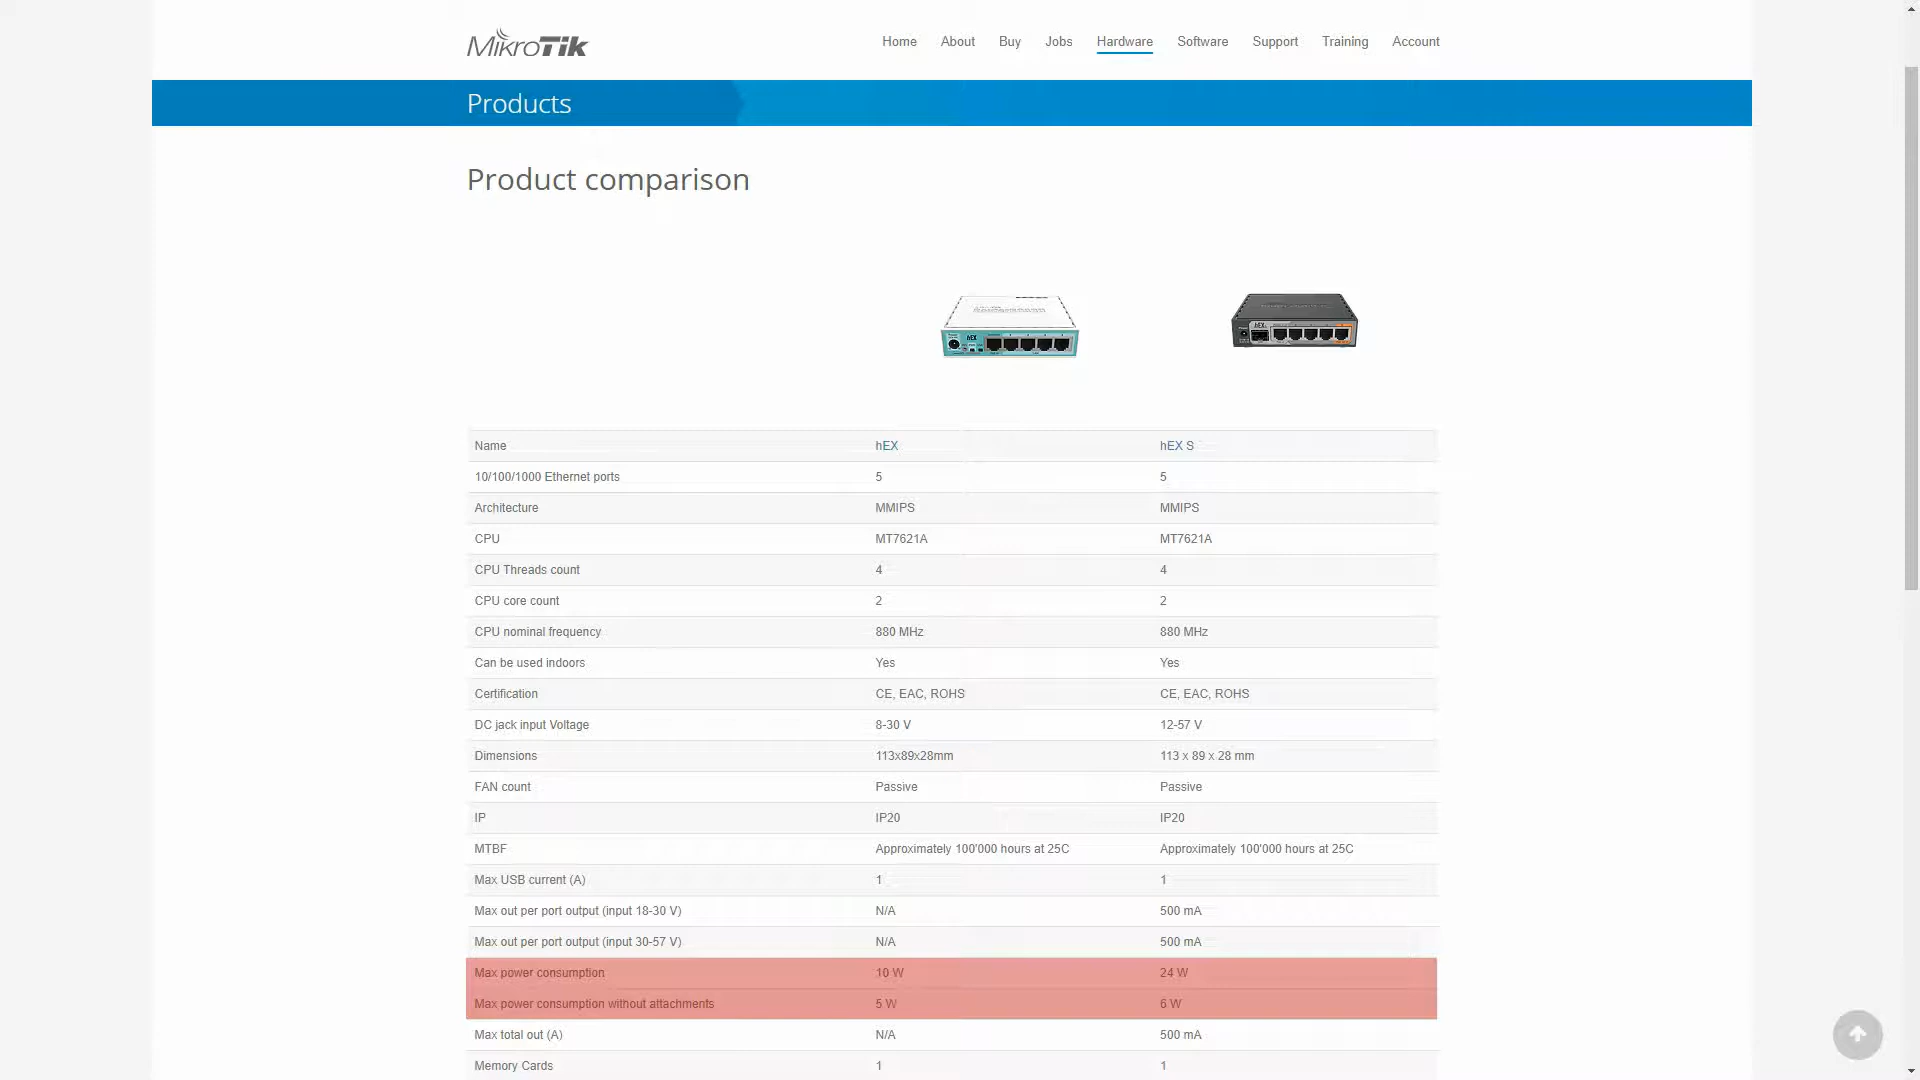 MikroTik
Home About Buy Jobs Hardware Software Support Training Account
Products
Product comparison
Name hEX hEX S
10/100/1000 Ethernet ports 5 5
Architecture MMIPS MMIPS
CPU MT7621A MT7621A
CPU Threads count 4 4
CPU core count 2 2
CPU nominal frequency 880 MHz 880 MHz
Can be used indoors Yes Yes
Certification CE, EAC, ROHS CE, EAC, ROHS
DC jack input Voltage 8-30 V 12-57 V
Dimensions 113x89x28mm 113 x 89 x 28 mm
FAN count Passive Passive
IP IP20 IP20
MTBF Approximately 100'000 hours at 25C Approximately 100'000 hours at 25C
Max USB current (A) 1 1
Max out per port output (input 18-30 V) N/A 500 mA
Max out per port output (input 30-57 V) N/A 500 mA
Max power consumption 10 W 24 W
Max power consumption without attachments 5 W 6 W
Max total out (A) N/A 500 mA
Memory Cards 1 1